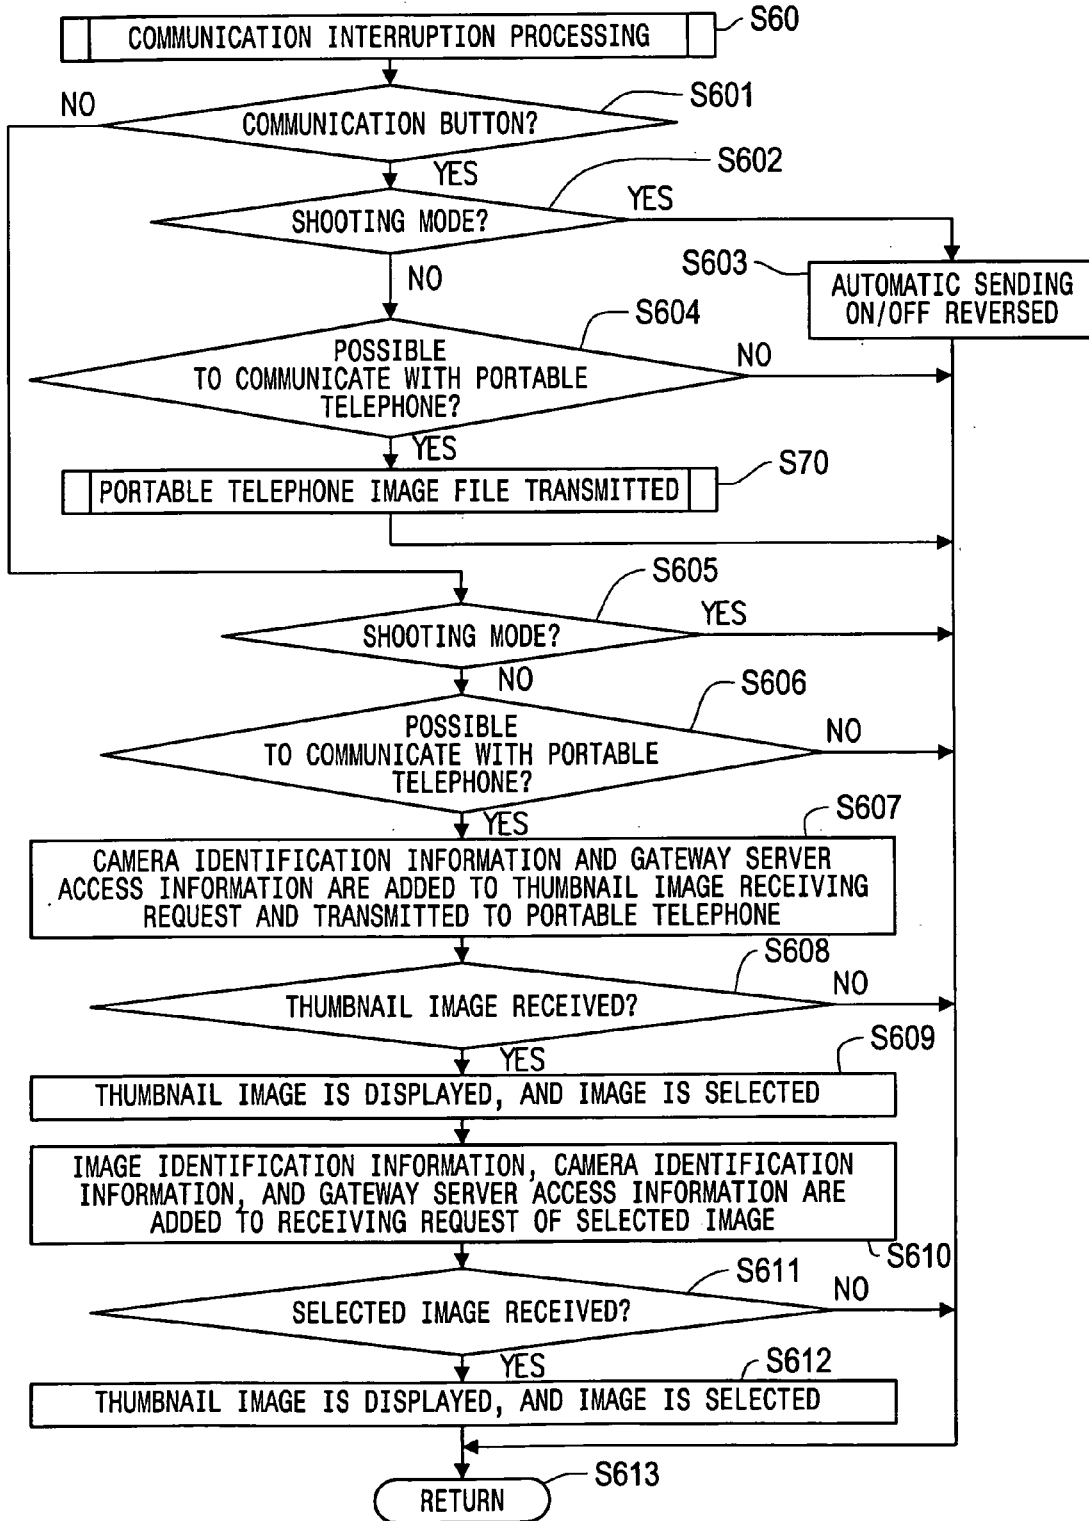 S60
COMMUNICATION INTERRUPTION PROCESSING
NO
S601
COMMUNICATION BUTTON?
YES
S602
SHOOTING MODE?
YES
S603
AUTOMATIC SENDING
ON/OFF REVERSED
NO
S604
POSSIBLE
TO COMMUNICATE WITH PORTABLE
TELEPHONE?
NO
YES
S70
PORTABLE TELEPHONE IMAGE FILE TRANSMITTED
S605
SHOOTING MODE?
YES
NO
S606
POSSIBLE
TO COMMUNICATE WITH PORTABLE
TELEPHONE?
NO
YES
S607
CAMERA IDENTIFICATION INFORMATION AND GATEWAY SERVER
ACCESS INFORMATION ARE ADDED TO THUMBNAIL IMAGE RECEIVING
REQUEST AND TRANSMITTED TO PORTABLE TELEPHONE
S608
THUMBNAIL IMAGE RECEIVED?
NO
YES
S609
THUMBNAIL IMAGE IS DISPLAYED, AND IMAGE IS SELECTED
IMAGE IDENTIFICATION INFORMATION, CAMERA IDENTIFICATION
INFORMATION, AND GATEWAY SERVER ACCESS INFORMATION ARE
ADDED TO RECEIVING REQUEST OF SELECTED IMAGE
S610
S611
SELECTED IMAGE RECEIVED?
NO
YES
S612
THUMBNAIL IMAGE IS DISPLAYED, AND IMAGE IS SELECTED
S613
RETURN